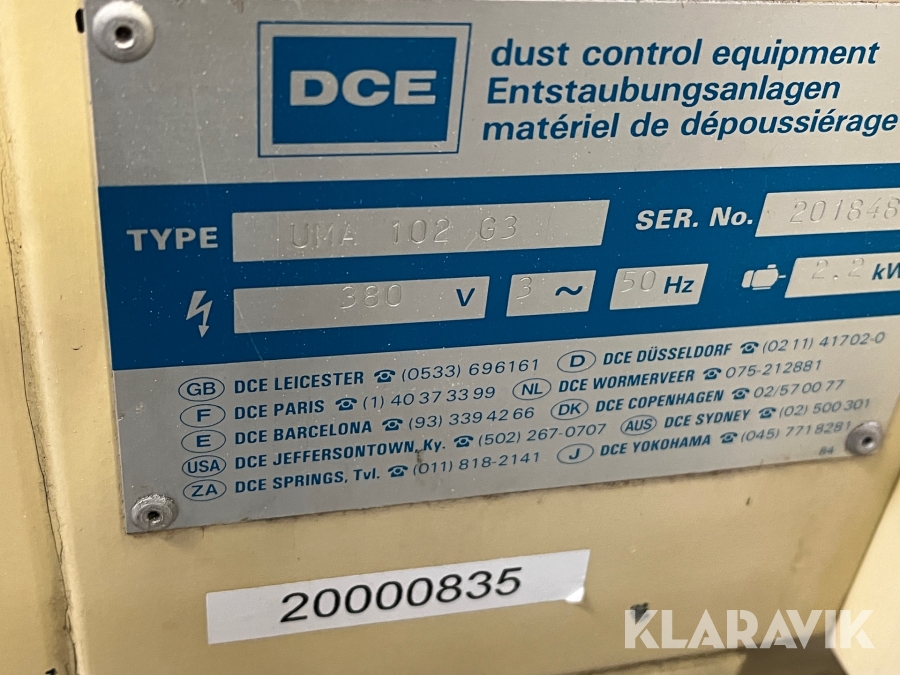 DCE
dust control equipment
Entstaubungsanlagen
matériel de dépoussiérage
TYPE UMA 102 G3 SER. No. 201848
380 V 3 ~ 50 Hz 2.2 kW
GB DCE LEICESTER ☎ (0533) 696161 D DCE DÜSSELDORF ☎ (02 11) 41702-0
F DCE PARIS ☎ (1) 40 37 33 99 NL DCE WORMERVEER ☎ 075-212881
E DCE BARCELONA ☎ (93) 339 42 66 DK DCE COPENHAGEN ☎ 02/57 00 77
USA DCE JEFFERSONTOWN, Ky. ☎ (502) 267-0707 AUS DCE SYDNEY ☎ (02) 500 301
ZA DCE SPRINGS, Tvl. ☎ (011) 818-2141 J DCE YOKOHAMA ☎ (045) 771 8281
84
20000835
KLARAVIK